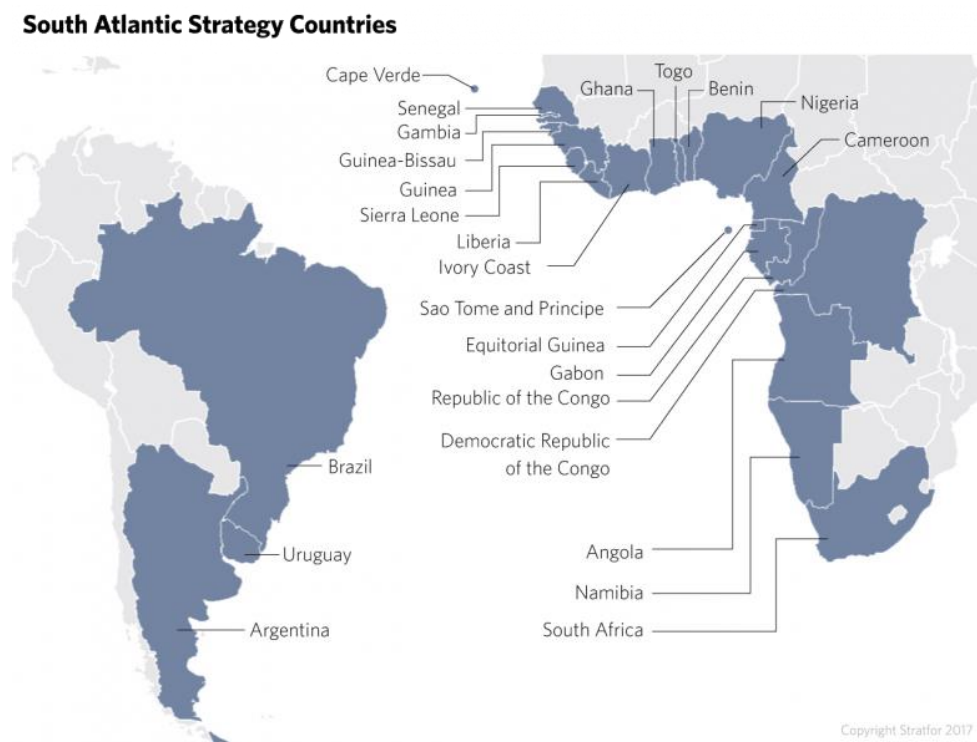 South Atlantic Strategy Countries
Cape Verde
Senegal
Gambia
Guinea-Bissau
Guinea
Sierra Leone
Liberia
Ivory Coast
Ghana
Togo
Benin
Nigeria
Cameroon
Sao Tome and Principe
Equitorial Guinea
Gabon
Republic of the Congo
Democratic Republic
of the Congo
Brazil
Uruguay
Argentina
Angola
Namibia
South Africa
Copyright Stratfor 2017